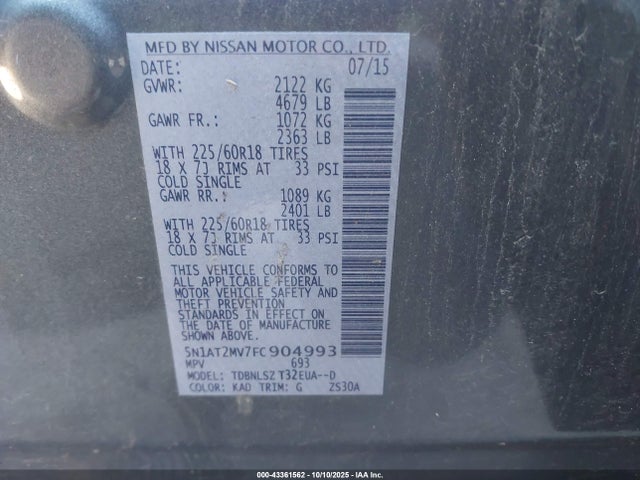 MFD BY NISSAN MOTOR CO., LTD.
DATE: 07/15
GVWR: 2122 KG
4679 LB
GAWR FR.: 1072 KG
2363 LB
WITH 225/60R18 TIRES
18 X 7J RIMS AT 33 PSI
COLD SINGLE
GAWR RR.: 1089 KG
2401 LB
WITH 225/60R18 TIRES
18 X 7J RIMS AT 33 PSI
COLD SINGLE
THIS VEHICLE CONFORMS TO
ALL APPLICABLE FEDERAL
MOTOR VEHICLE SAFETY AND
THEFT PREVENTION
STANDARDS IN EFFECT ON
THE DATE OF MANUFACTURE
SHOWN ABOVE.
5N1AT2MV7FC904993
MPV 693
MODEL: TDBNLSZ T32EUA--D
COLOR: KAD TRIM: G ZS30A
000-43361562 - 10/10/2025 - IAA Inc.